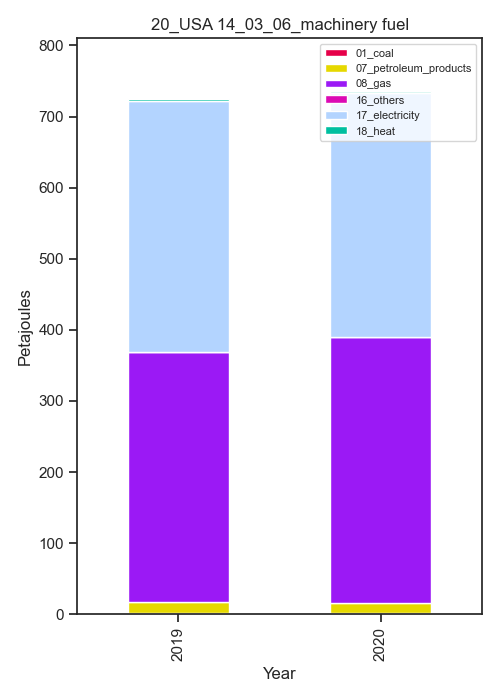 20_USA 14_03_06_machinery fuel
01_coal
07_petroleum_products
08_gas
16_others
17_electricity
18_heat
800
700
600
500
400
300
200
100
0
Petajoules
2019
2020
Year